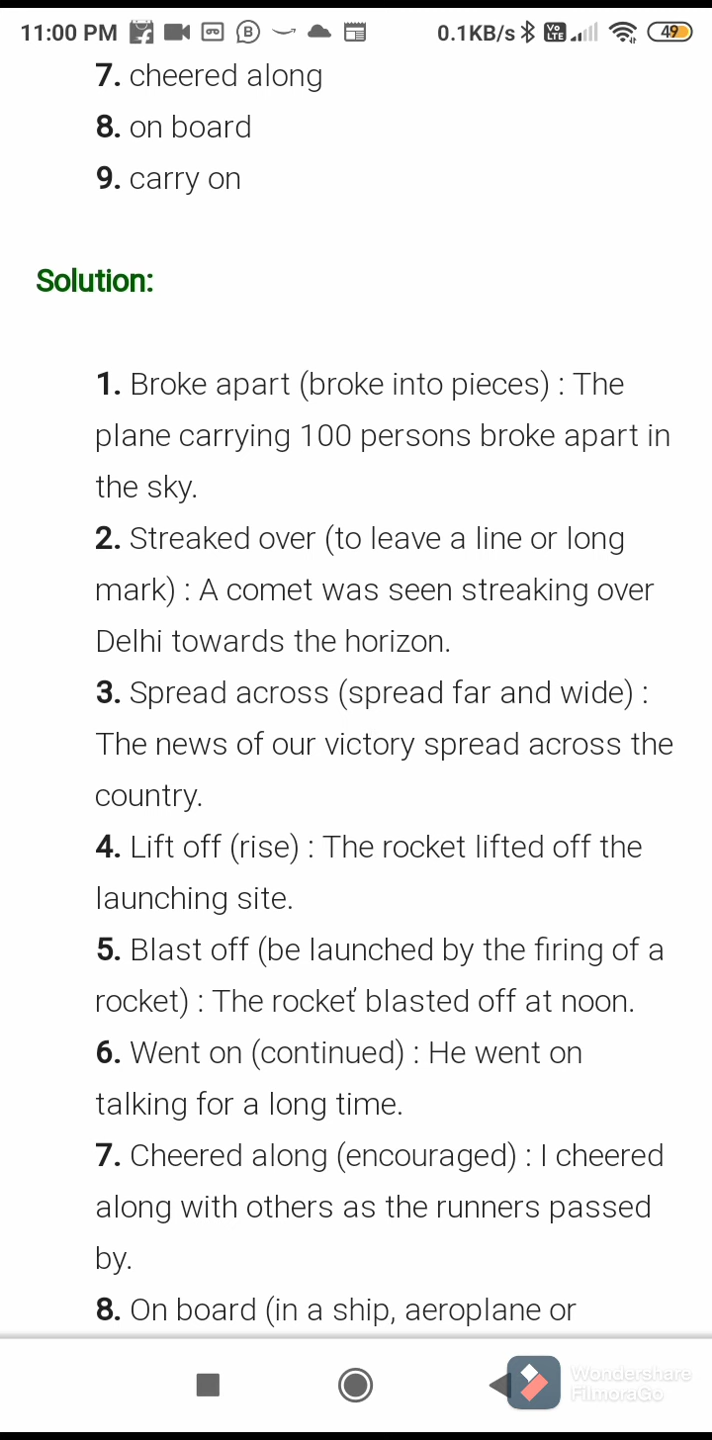 11:00 PM
0.1KB/s
Vo
LTE
49
7. cheered along
8. on board
9. carry on
Solution:
1. Broke apart (broke into pieces) : The
plane carrying 100 persons broke apart in
the sky.
2. Streaked over (to leave a line or long
mark) : A comet was seen streaking over
Delhi towards the horizon.
3. Spread across (spread far and wide) :
The news of our victory spread across the
country.
4. Lift off (rise) : The rocket lifted off the
launching site.
5. Blast off (be launched by the firing of a
rocket) : The rocket' blasted off at noon.
6. Went on (continued) : He went on
talking for a long time.
7. Cheered along (encouraged) : I cheered
along with others as the runners passed
by.
8. On board (in a ship, aeroplane or
Wondershare
FilmoraGo